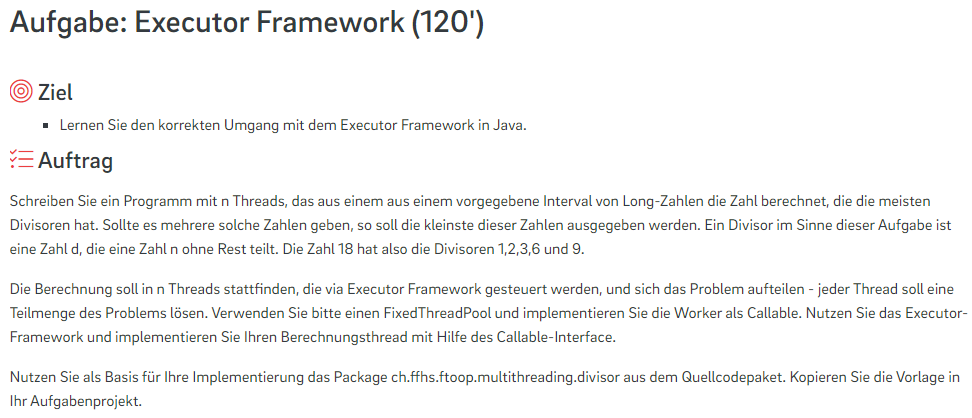 Aufgabe: Executor Framework (120')
Ziel
▪ Lernen Sie den korrekten Umgang mit dem Executor Framework in Java.
Auftrag
Schreiben Sie ein Programm mit n Threads, das aus einem aus einem vorgegebene Interval von Long-Zahlen die Zahl berechnet, die die meisten
Divisoren hat. Sollte es mehrere solche Zahlen geben, so soll die kleinste dieser Zahlen ausgegeben werden. Ein Divisor im Sinne dieser Aufgabe ist
eine Zahl d, die eine Zahl n ohne Rest teilt. Die Zahl 18 hat also die Divisoren 1,2,3,6 und 9.
Die Berechnung soll in n Threads stattfinden, die via Executor Framework gesteuert werden, und sich das Problem aufteilen - jeder Thread soll eine
Teilmenge des Problems lösen. Verwenden Sie bitte einen FixedThreadPool und implementieren Sie die Worker als Callable. Nutzen Sie das Executor-
Framework und implementieren Sie Ihren Berechnungsthread mit Hilfe des Callable-Interface.
Nutzen Sie als Basis für Ihre Implementierung das Package ch.ffhs.ftoop.multithreading.divisor aus dem Quellcodepaket. Kopieren Sie die Vorlage in
Ihr Aufgabenprojekt.